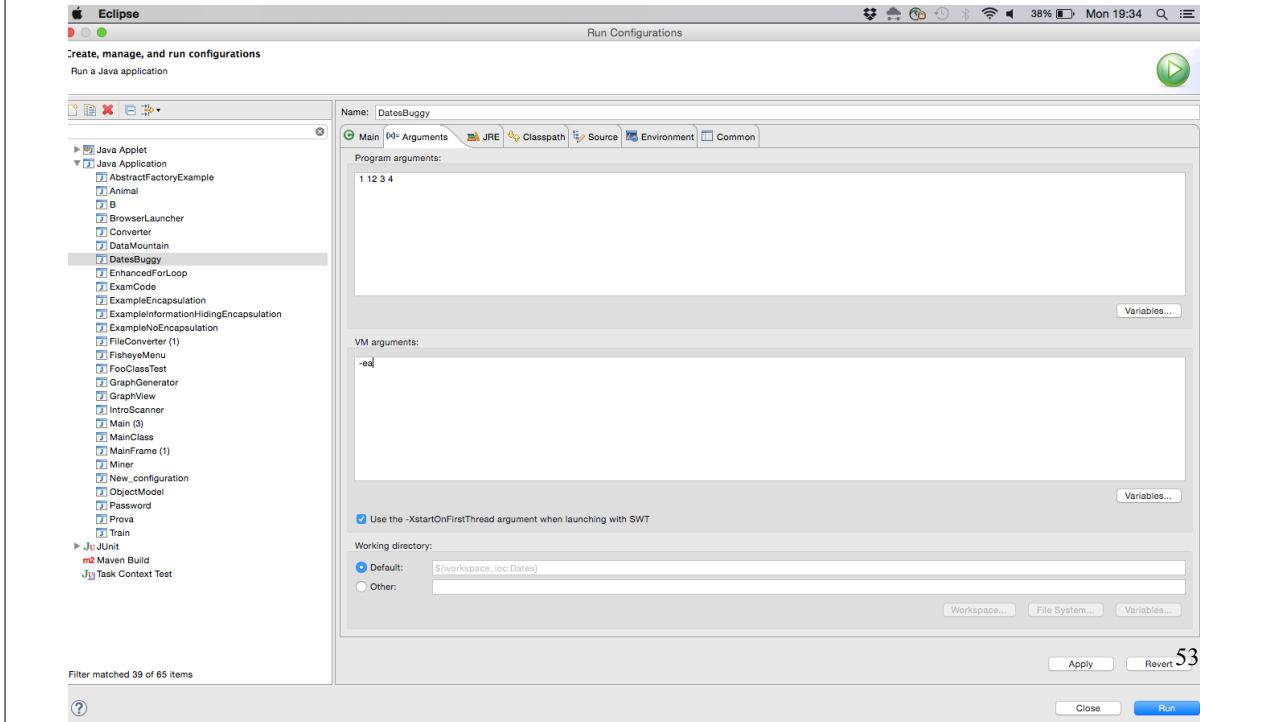 Eclipse
38%
Mon 19:34
Run Configurations
Create, manage, and run configurations
Run a Java application
Name: DatesBuggy
Main
(x)= Arguments
JRE
Classpath
Source
Environment
Common
Java Applet
Java Application
AbstractFactoryExample
Animal
B
BrowserLauncher
Converter
DataMountain
DatesBuggy
EnhancedForLoop
ExamCode
ExampleEncapsulation
ExampleInformationHidingEncapsulation
ExampleNoEncapsulation
FileConverter (1)
FisheyeMenu
FooClassTest
GraphGenerator
GraphView
IntroScanner
Main (3)
MainClass
MainFrame (1)
Miner
New_configuration
ObjectModel
Password
Prova
Train
Ju JUnit
m2 Maven Build
Ju Task Context Test
Filter matched 39 of 65 items
Program arguments:
1 12 3 4
Variables...
VM arguments:
-ea
Variables...
Use the -XstartOnFirstThread argument when launching with SWT
Working directory:
Default: ${workspace_loc:Dates}
Other:
Workspace...
File System...
Variables...
Apply
Revert
53
?
Close
Run